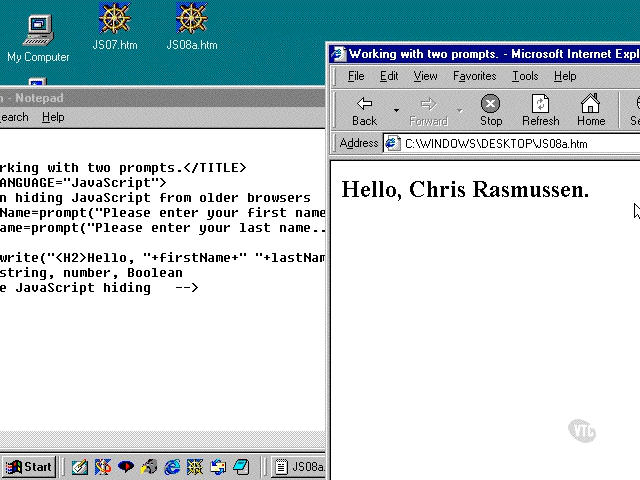 My Computer
JS07.htm
JS08a.htm
- Notepad
earch Help
rking with two prompts.</TITLE>
ANGUAGE="JavaScript">
n hiding JavaScript from older browsers
Name=prompt("Please enter your first name
ame=prompt("Please enter your last name..
write("<H2>Hello, "+firstName+" "+lastNam
string, number, Boolean
e JavaScript hiding -->
Working with two prompts. - Microsoft Internet Expl
File Edit View Favorites Tools Help
Back Forward Stop Refresh Home Se
Address C:\WINDOWS\DESKTOP\JS08a.htm
Hello, Chris Rasmussen.
VTC
Start JS08a.